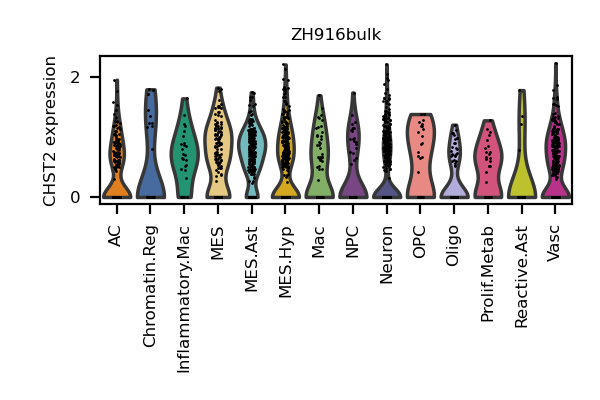 ZH916bulk
CHST2 expression
2
0
AC
Chromatin.Reg
Inflammatory.Mac
MES
MES.Ast
MES.Hyp
Mac
NPC
Neuron
OPC
Oligo
Prolif.Metab
Reactive.Ast
Vasc